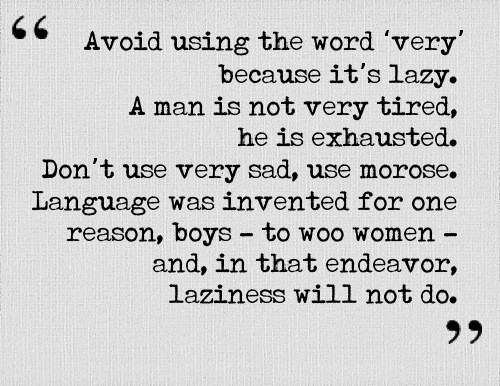 “
Avoid using the word ‘very’
because it's lazy.
A man is not very tired,
he is exhausted.
Don't use very sad, use morose.
Language was invented for one
reason, boys – to woo women –
and, in that endeavor,
laziness will not do.
”